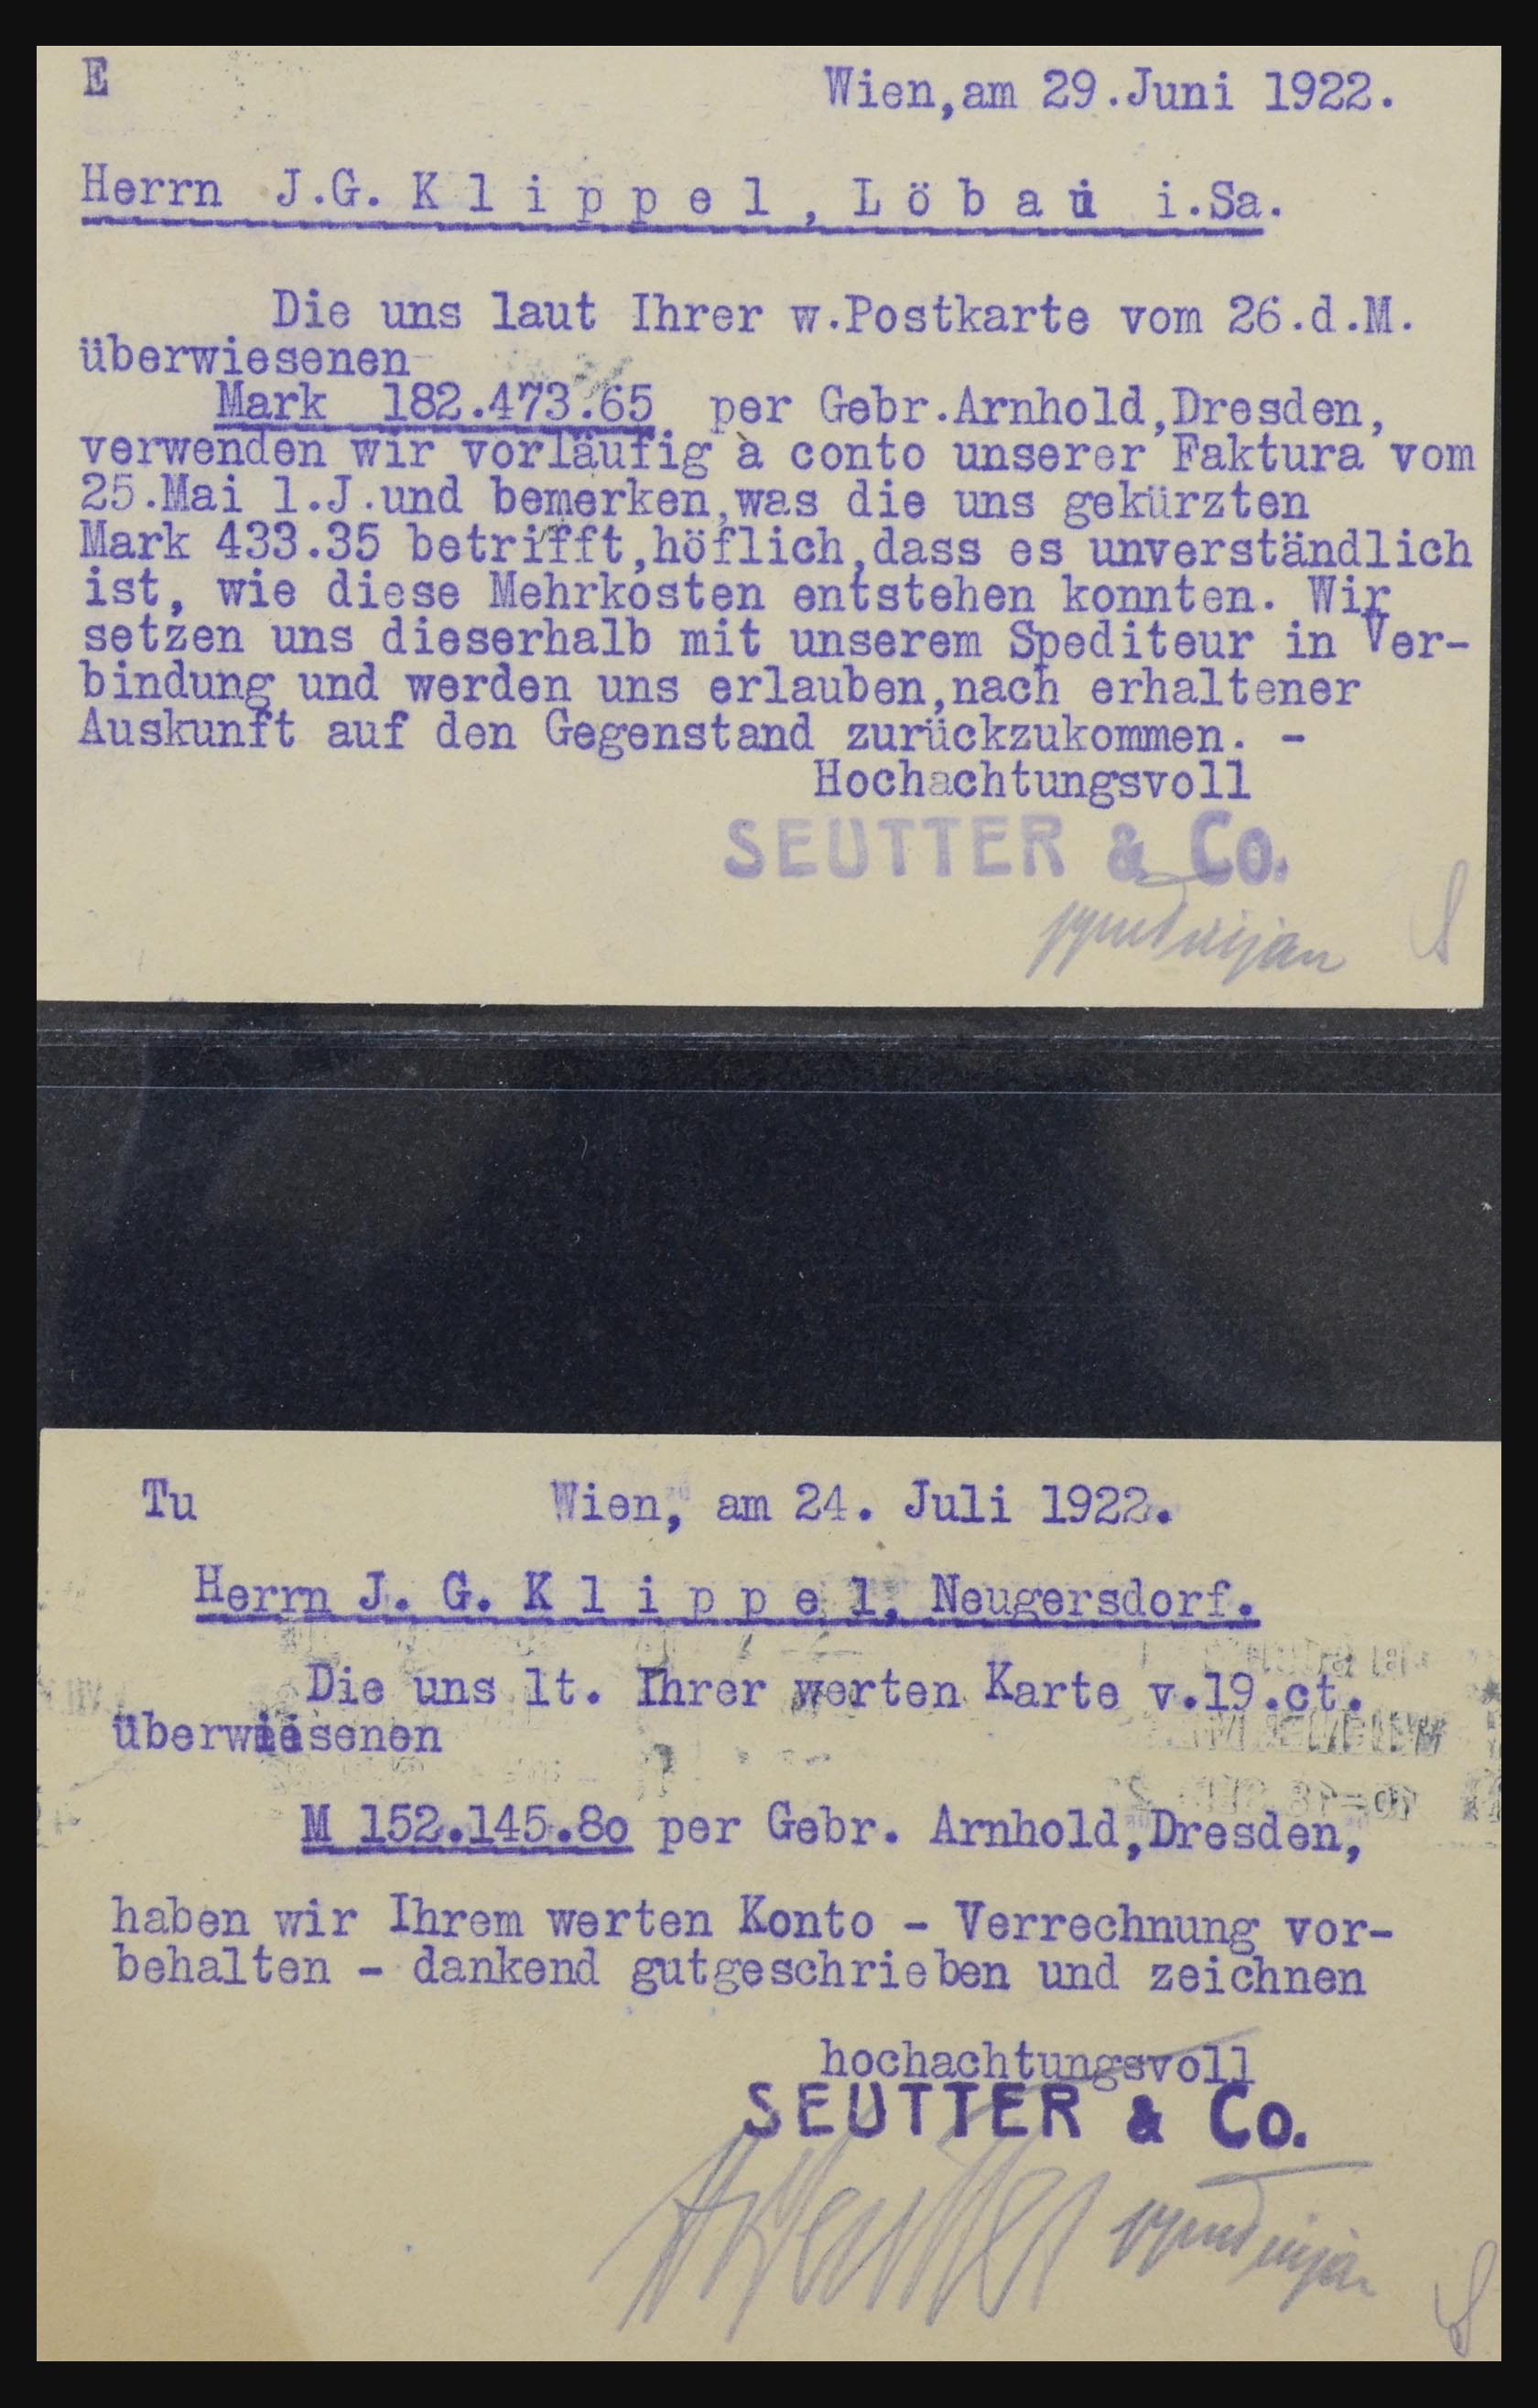 E
Wien,am 29.Juni 1922.
Herrn J.G. K l i p p e l , L ö b a u i.Sa.
Die uns laut Ihrer w.Postkarte vom 26.d.M.
überwiesenen
Mark 182.473.65 per Gebr.Arnhold,Dresden,
verwenden wir vorläufig à conto unserer Faktura vom
25.Mai l.J.und bemerken,was die uns gekürzten
Mark 433.35 betrifft,höflich,dass es unverständlich
ist, wie diese Mehrkosten entstehen konnten. Wir
setzen uns dieserhalb mit unserem Spediteur in Ver-
bindung und werden uns erlauben,nach erhaltener
Auskunft auf den Gegenstand zurückzukommen. -
Hochachtungsvoll
SEUTTER & Co.
Tu
Wien, am 24. Juli 1922.
Herrn J. G. K l i p p e l, Neugersdorf.
Die uns lt. Ihrer werten Karte v.19.ct.
überwiesenen
M 152.145.80 per Gebr. Arnhold,Dresden,
haben wir Ihrem werten Konto - Verrechnung vor-
behalten - dankend gutgeschrieben und zeichnen
hochachtungsvoll
SEUTTER & Co.